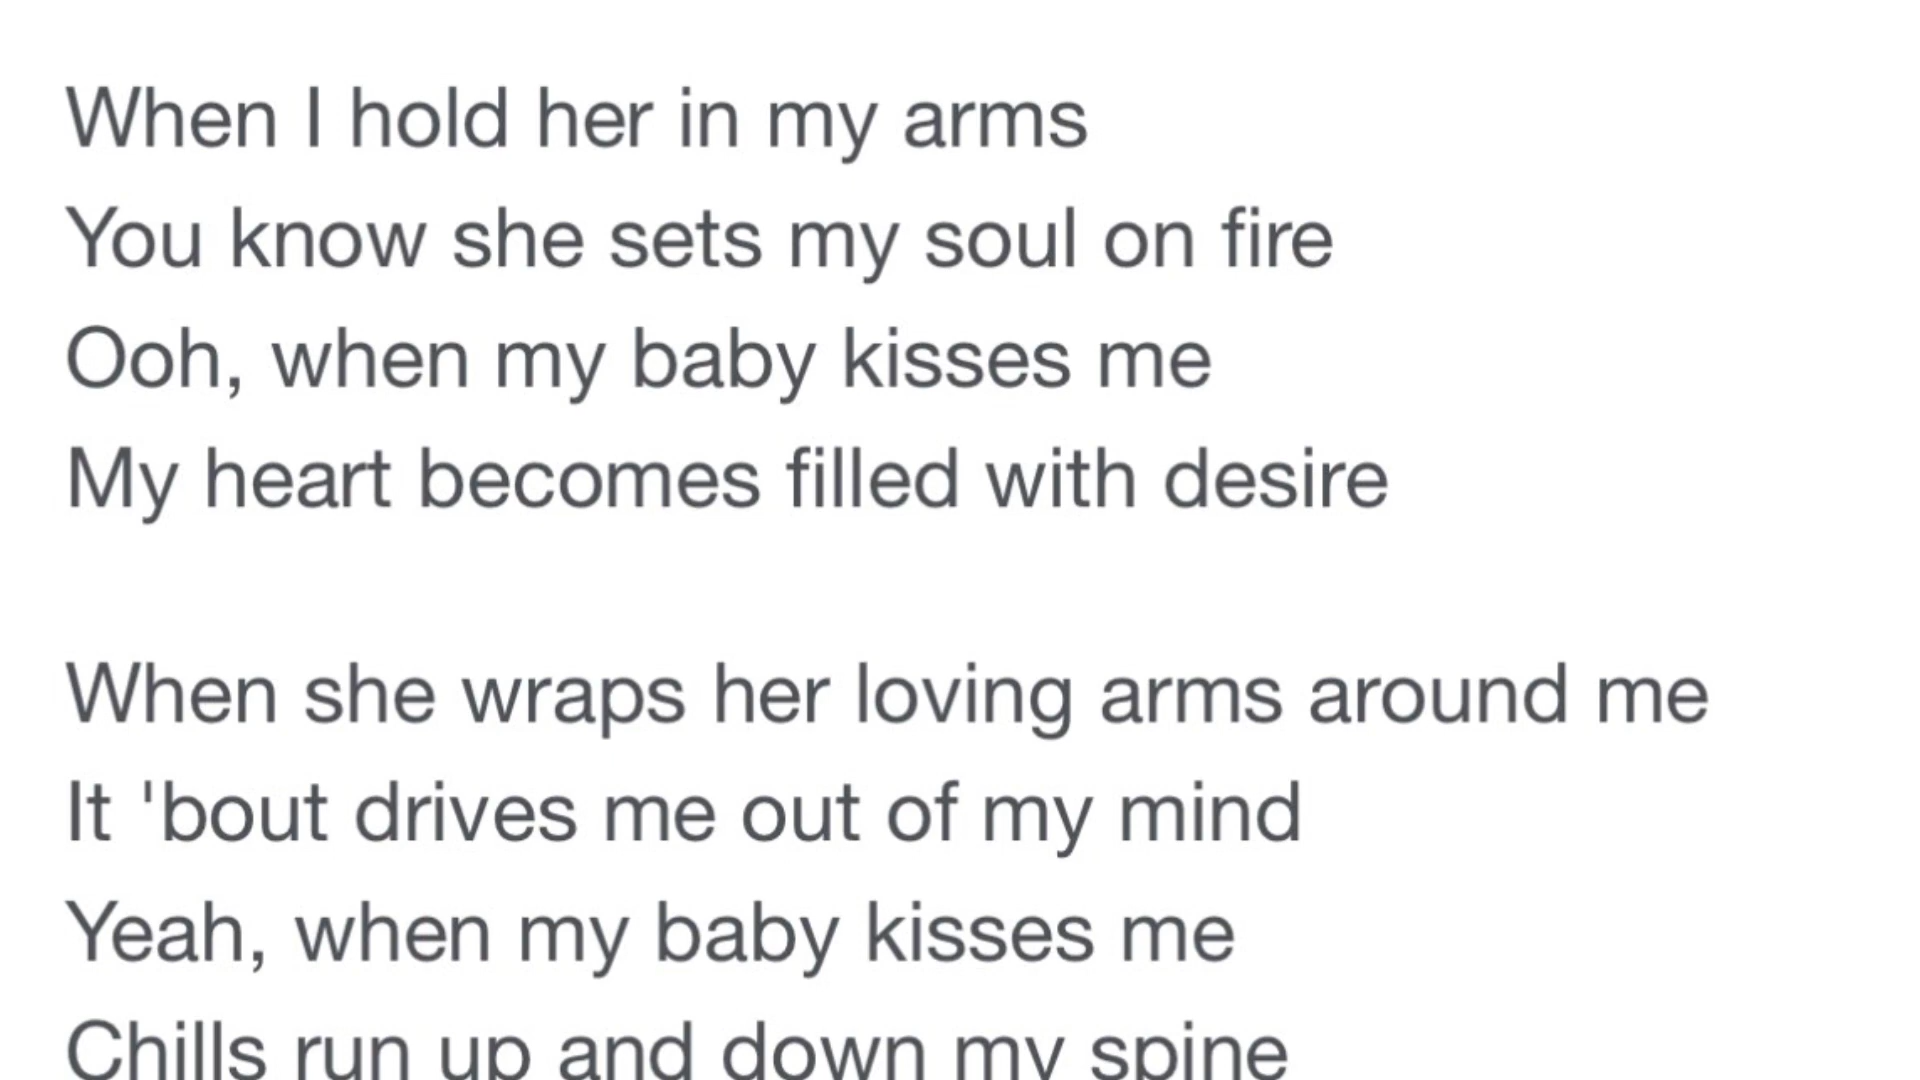 When I hold her in my arms
You know she sets my soul on fire
Ooh, when my baby kisses me
My heart becomes filled with desire
When she wraps her loving arms around me
It 'bout drives me out of my mind
Yeah, when my baby kisses me
Chills run up and down my spine